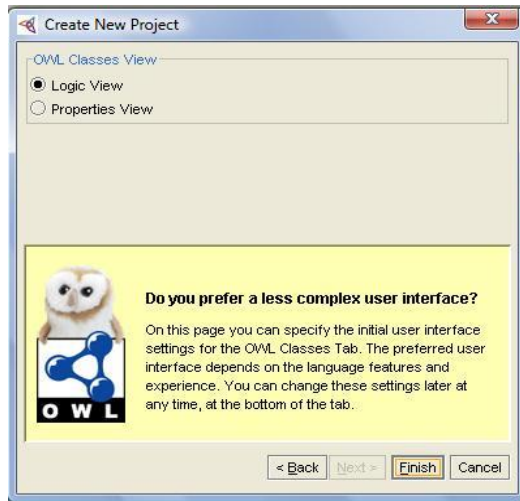 Create New Project
OWL Classes View
Logic View
Properties View
Do you prefer a less complex user interface?
On this page you can specify the initial user interface
settings for the OWL Classes Tab. The preferred user
interface depends on the language features and
experience. You can change these settings later at
any time, at the bottom of the tab.
O W L
< Back Next > Finish Cancel